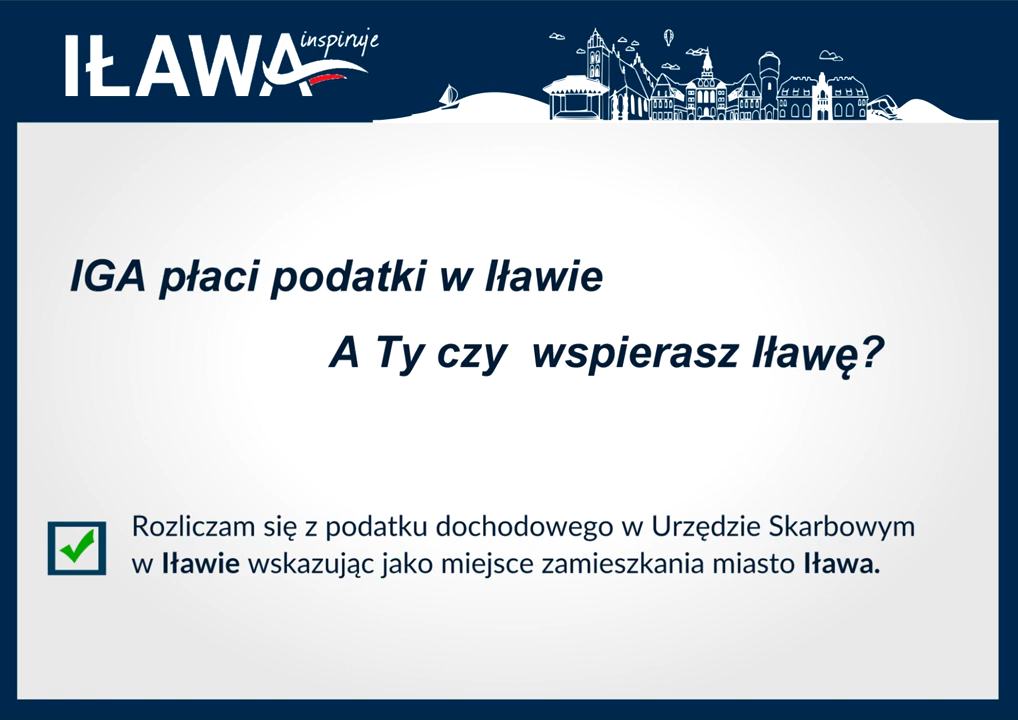 IŁAWA inspiruje
IGA płaci podatki w Iławie
A Ty czy wspierasz Iławę?
Rozliczam się z podatku dochodowego w Urzędzie Skarbowym
w Iławie wskazując jako miejsce zamieszkania miasto Iława.